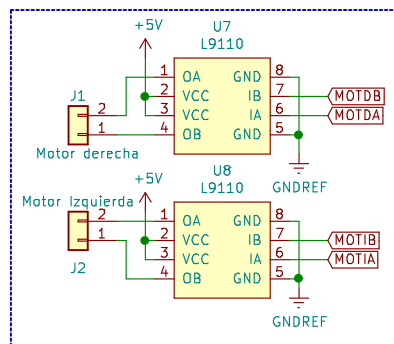 +5V U7
L9110
J1
1 OA GND 8
2 VCC IB 7 MOTDB
2
3 VCC IA 6 MOTDA
1
4 OB GND 5
Motor derecha
GNDREF
+5V U8
L9110
Motor Izquierda
2
1 OA GND 8
1
2 VCC IB 7 MOTIB
3 VCC IA 6 MOTIA
J2
4 OB GND 5
GNDREF